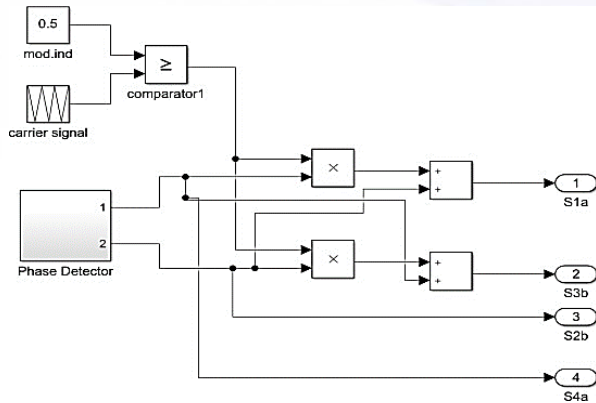 0.5
mod.ind
≥
comparator1
carrier signal
×
+
+
1
S1a
1
2
Phase Detector
×
+
+
2
S3b
3
S2b
4
S4a